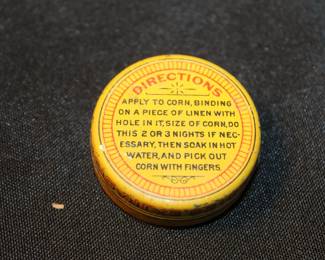 DIRECTIONS
APPLY TO CORN, BINDING
ON A PIECE OF LINEN WITH
HOLE IN IT, SIZE OF CORN, DO
THIS 2 OR 3 NIGHTS IF NEC-
ESSARY, THEN SOAK IN HOT
WATER, AND PICK OUT
CORN WITH FINGERS.